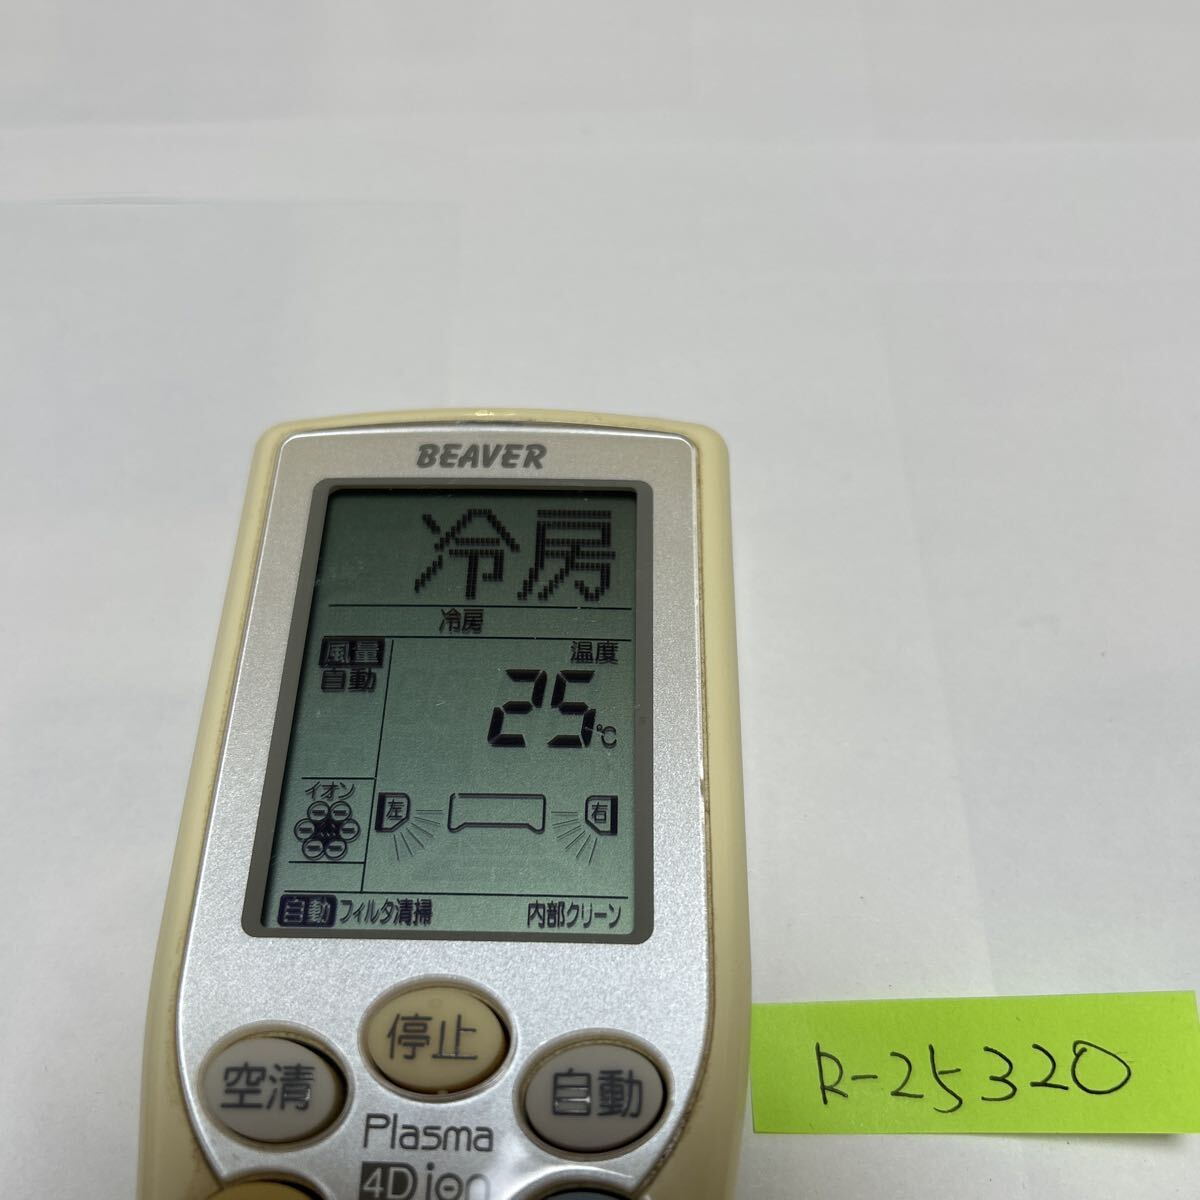 BEAVER
冷房
冷房
風量
自動
温度
25℃
イオン
左
右
自動 フィルタ清掃
内部クリーン
停止
空清
自動
Plasma
4D ion
R-25320